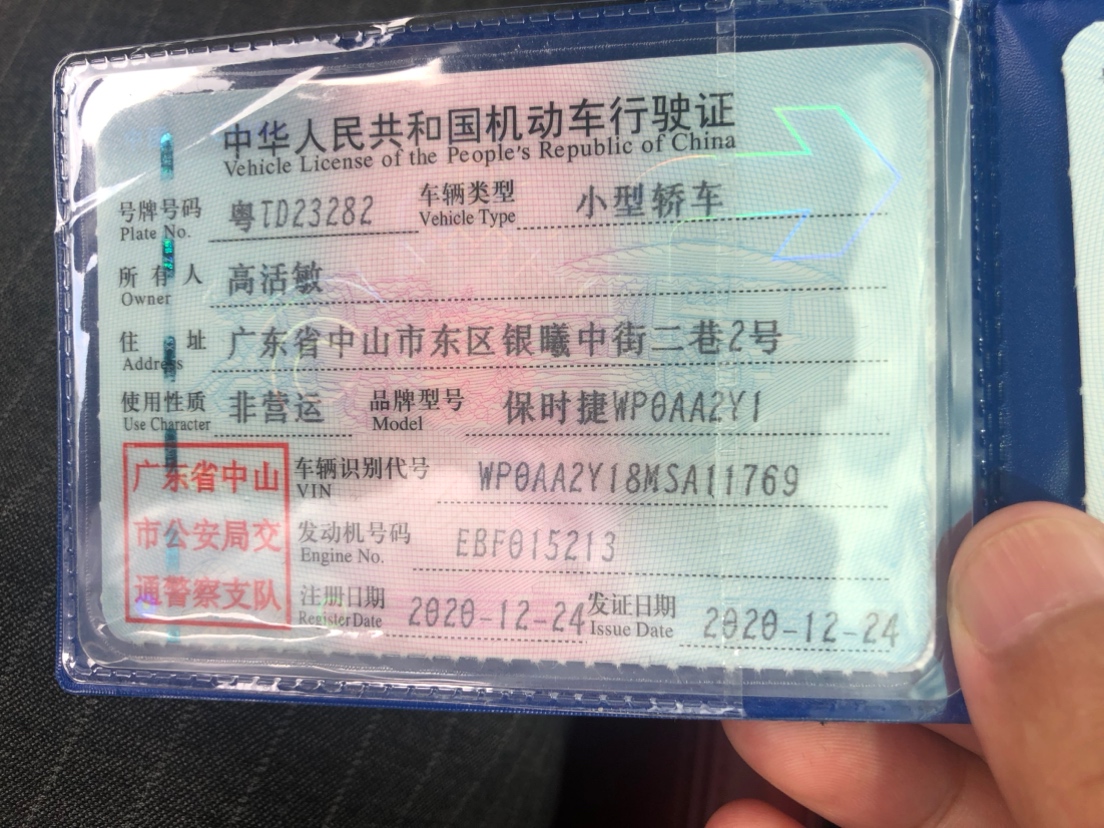 中华人民共和国机动车行驶证
Vehicle License of the People's Republic of China
号牌号码 粤TD23282 车辆类型 小型轿车
Plate No. Vehicle Type
所有人 高活敏
Owner
住址 广东省中山市东区银曦中街二巷2号
Address
使用性质 非营运 品牌型号 保时捷WP0AA2Y1
Use Character Model
广东省中山 车辆识别代号 WP0AA2Y18MSA11769
VIN
市公安局交 发动机号码 EBF015213
Engine No.
通警察支队 注册日期 2020-12-24 发证日期 2020-12-24
Register Date Issue Date